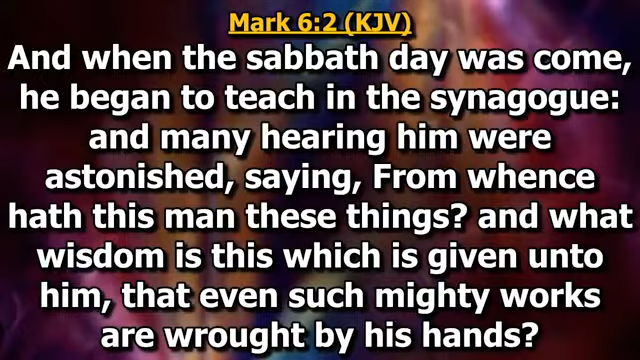 Mark 6:2 (KJV)
And when the sabbath day was come,
he began to teach in the synagogue:
and many hearing him were
astonished, saying, From whence
hath this man these things? and what
wisdom is this which is given unto
him, that even such mighty works
are wrought by his hands?